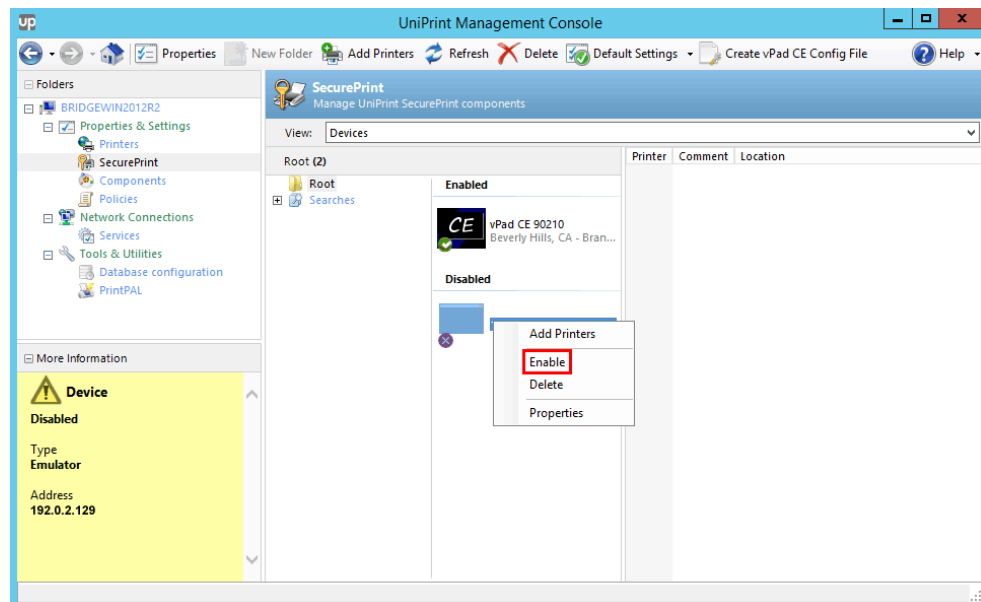 UP
UniPrint Management Console
Properties New Folder Add Printers Refresh Delete Default Settings Create vPad CE Config File Help
Folders
BRIDGEWIN2012R2
Properties & Settings
Printers
SecurePrint
Components
Policies
Network Connections
Services
Tools & Utilities
Database configuration
PrintPAL
More Information
Device
Disabled
Type
Emulator
Address
192.0.2.129
SecurePrint
Manage UniPrint SecurePrint components
View: Devices
Root (2)
Root
Searches
Enabled
CE
vPad CE 90210
Beverly Hills, CA - Bran...
Disabled
Add Printers
Enable
Delete
Properties
Printer Comment Location